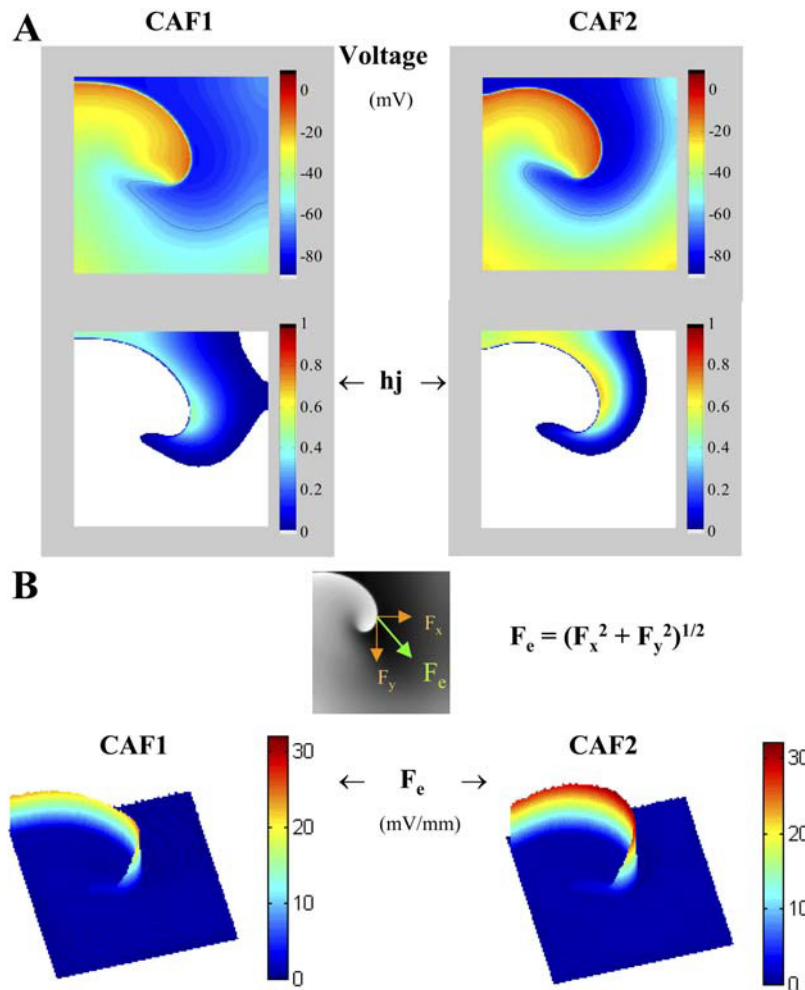 A
CAF1
CAF2
Voltage
(mV)
0
-20
-40
-60
-80
0
-20
-40
-60
-80
1
0.8
0.6
0.4
0.2
0
← hj →
1
0.8
0.6
0.4
0.2
0
B
Fx
Fy
Fe
Fe = (Fx² + Fy²)1/2
CAF1
CAF2
30
20
10
0
← Fe →
(mV/mm)
30
20
10
0